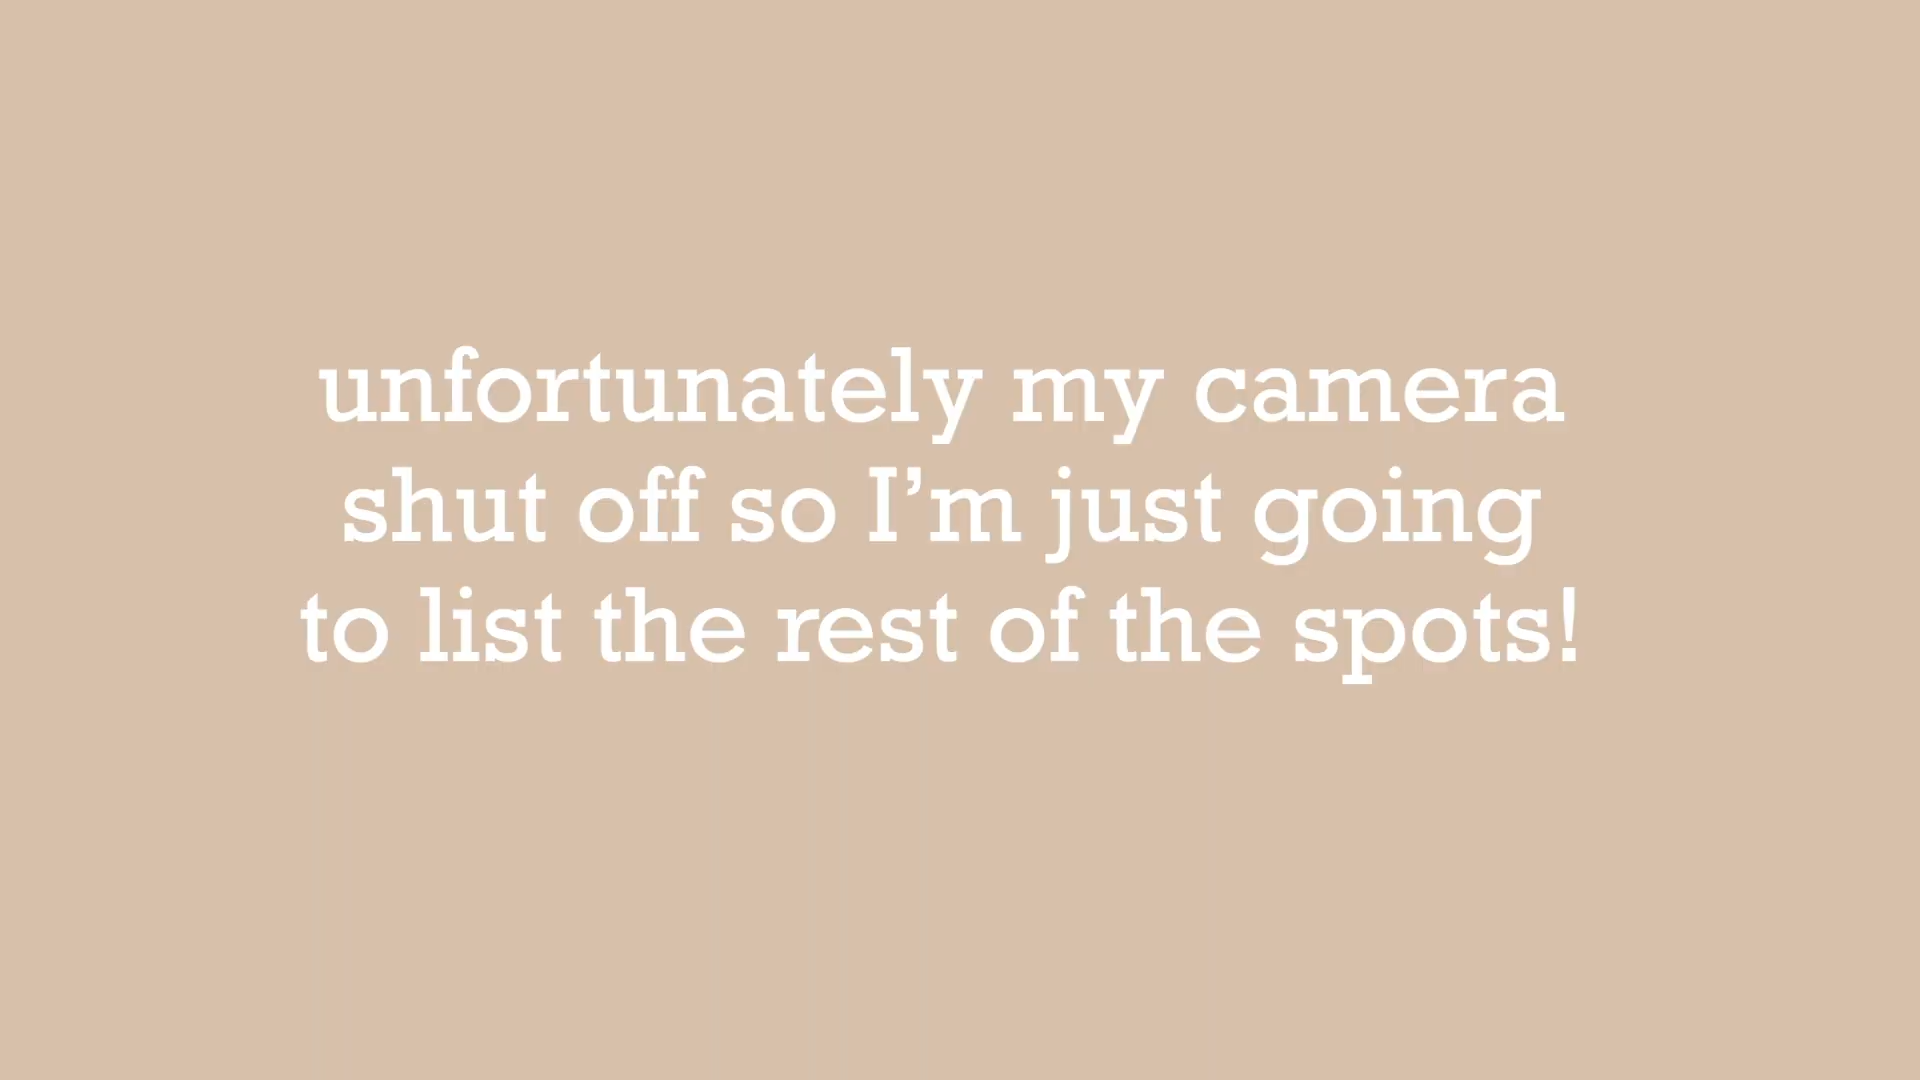 unfortunately my camera
shut off so I’m just going
to list the rest of the spots!